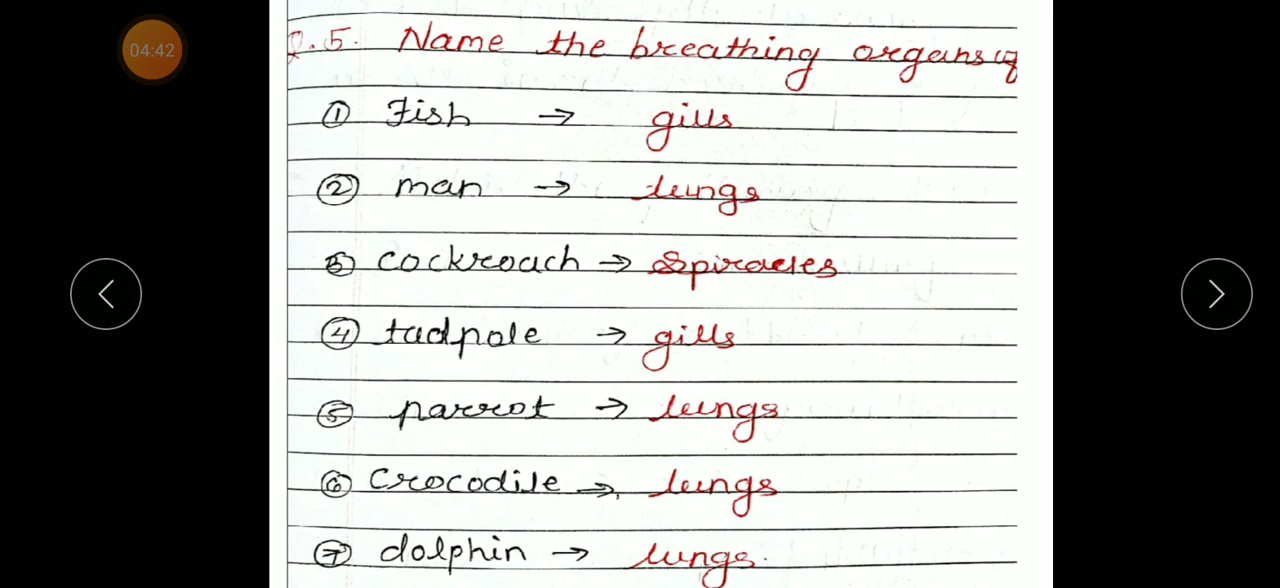 04:42
Q.5. Name the breathing organs of
① Fish → gills
② man → lungs
③ cockroach → spiracles
④ tadpole → gills
⑤ parrot → lungs
⑥ Crocodile → lungs
⑦ dolphin → lungs.